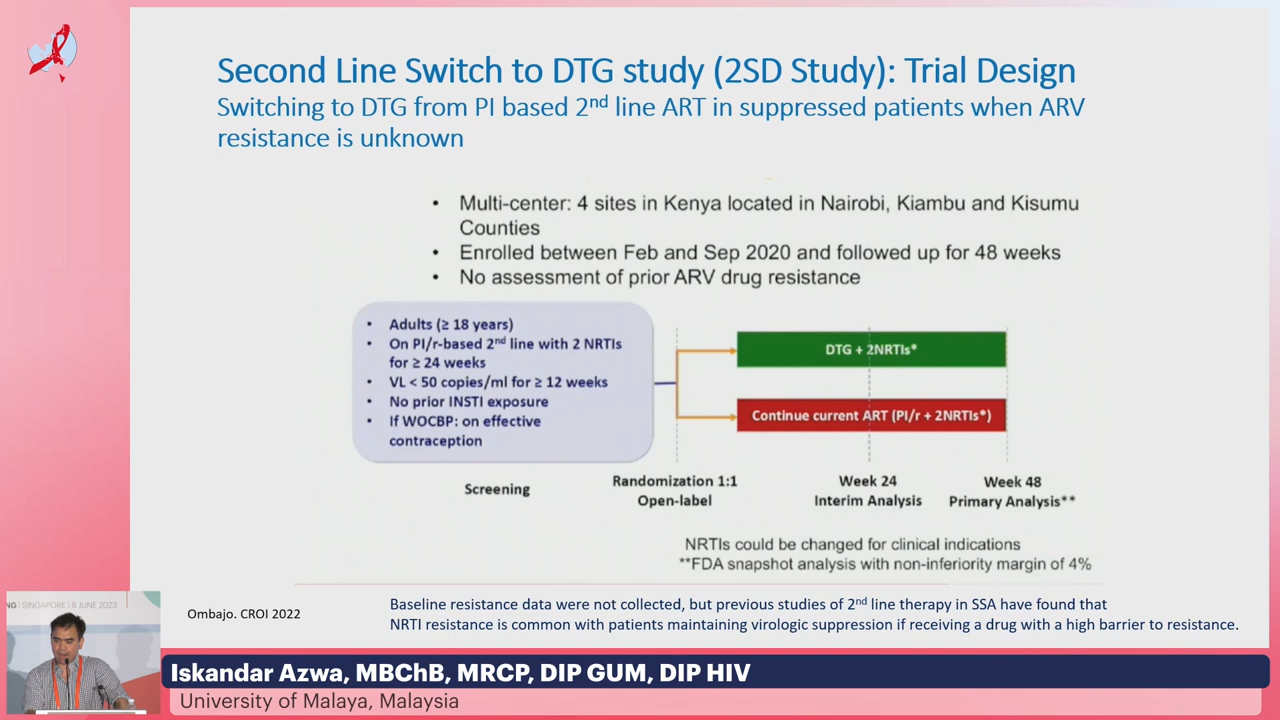 Second Line Switch to DTG study (2SD Study): Trial Design
Switching to DTG from PI based 2nd line ART in suppressed patients when ARV
resistance is unknown
• Multi-center: 4 sites in Kenya located in Nairobi, Kiambu and Kisumu
Counties
• Enrolled between Feb and Sep 2020 and followed up for 48 weeks
• No assessment of prior ARV drug resistance
• Adults (≥ 18 years)
• On PI/r-based 2nd line with 2 NRTIs
for ≥ 24 weeks
• VL < 50 copies/ml for ≥ 12 weeks
• No prior INSTI exposure
• If WOCBP: on effective
contraception
DTG + 2NRTIs*
Continue current ART (PI/r + 2NRTIs*)
Screening
Randomization 1:1
Open-label
Week 24
Interim Analysis
Week 48
Primary Analysis**
NRTIs could be changed for clinical indications
**FDA snapshot analysis with non-inferiority margin of 4%
Ombajo. CROI 2022
Baseline resistance data were not collected, but previous studies of 2nd line therapy in SSA have found that
NRTI resistance is common with patients maintaining virologic suppression if receiving a drug with a high barrier to resistance.
NG | SINGAPORE | 8 JUNE 2023
Iskandar Azwa, MBChB, MRCP, DIP GUM, DIP HIV
University of Malaya, Malaysia